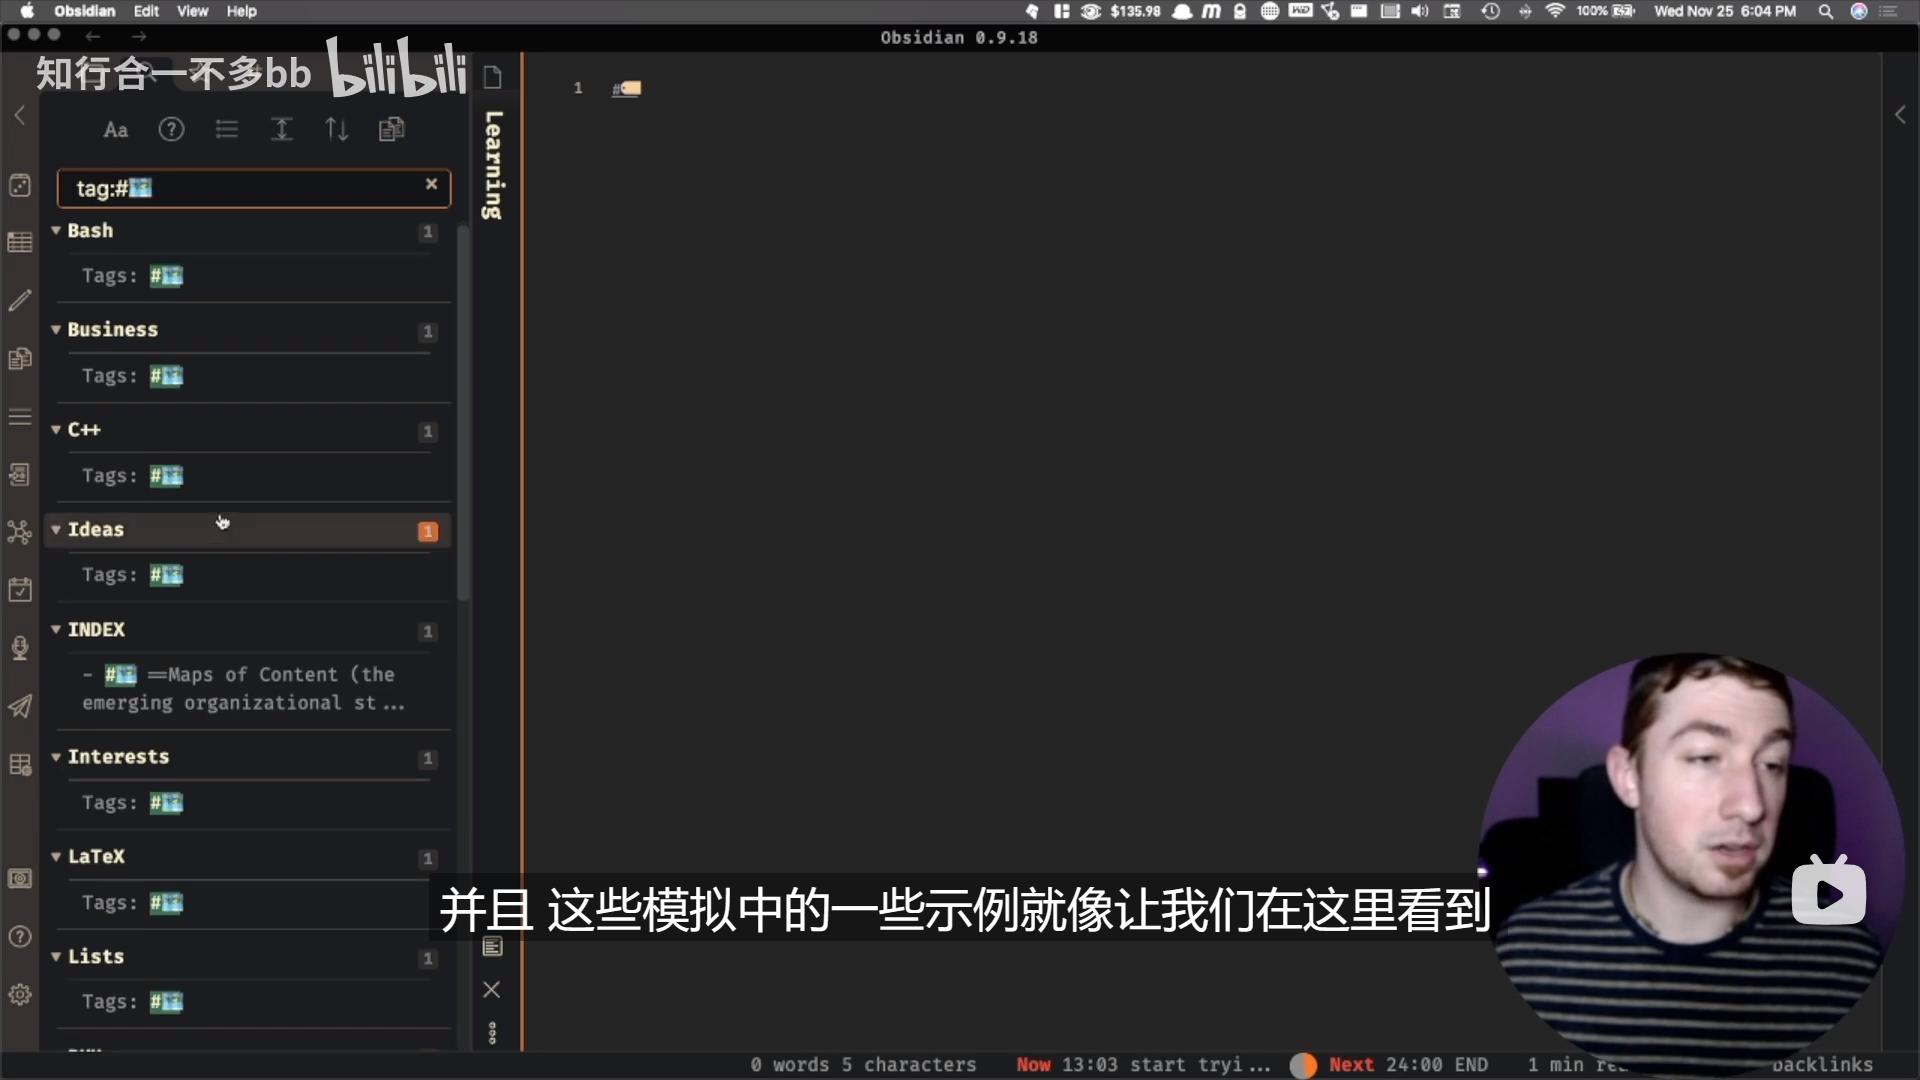 Obsidian Edit View Help
$135.98
100%
Wed Nov 25 6:04 PM
Obsidian 0.9.18
知行合一不多bb bilibili
Aa
tag:#
Learning
1 #
Bash 1
Tags: #
Business 1
Tags: #
C++ 1
Tags: #
Ideas 1
Tags: #
INDEX 1
- # ==Maps of Content (the
emerging organizational st...
Interests 1
Tags: #
LaTeX 1
Tags: #
Lists 1
Tags: #
并且 这些模拟中的一些示例就像让我们在这里看到
0 words 5 characters
Now 13:03 start tryi...
Next 24:00 END
1 min
backlinks